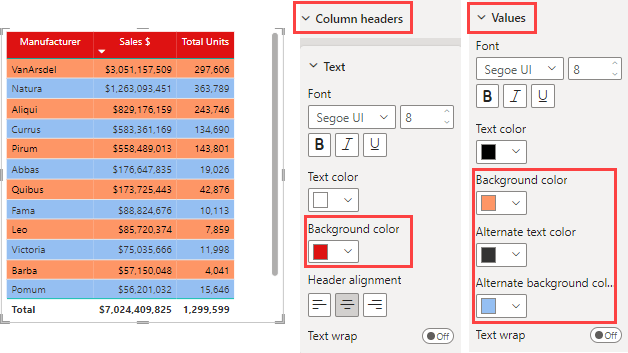 Manufacturer Sales $ Total Units
VanArsdel $3,051,157,509 297,606
Natura $1,263,093,451 363,789
Aliqui $829,176,159 243,746
Currus $583,361,169 134,690
Pirum $558,489,013 143,801
Abbas $176,647,835 19,026
Quibus $173,725,443 42,876
Fama $88,824,676 10,113
Leo $85,720,374 7,859
Victoria $75,035,666 11,998
Barba $57,150,048 4,041
Pomum $56,201,032 15,646
Total $7,024,409,825 1,299,599
Column headers
Text
Font
Segoe UI 8
B I U
Text color
Background color
Header alignment
Text wrap Off
Values
Font
Segoe UI 8
B I U
Text color
Background color
Alternate text color
Alternate background col...
Text wrap Off